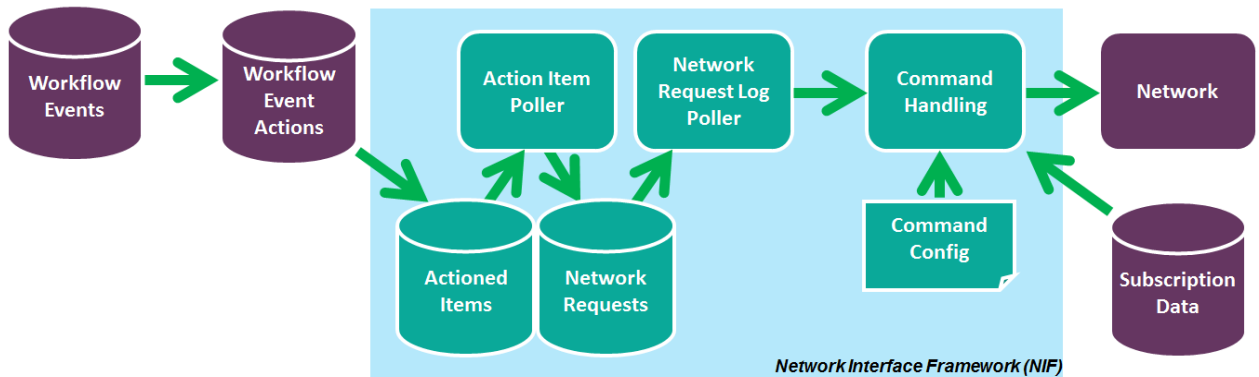 Workflow
Events
Workflow
Event
Actions
Action Item
Poller
Network
Request Log
Poller
Command
Handling
Network
Actioned
Items
Network
Requests
Command
Config
Subscription
Data
Network Interface Framework (NIF)